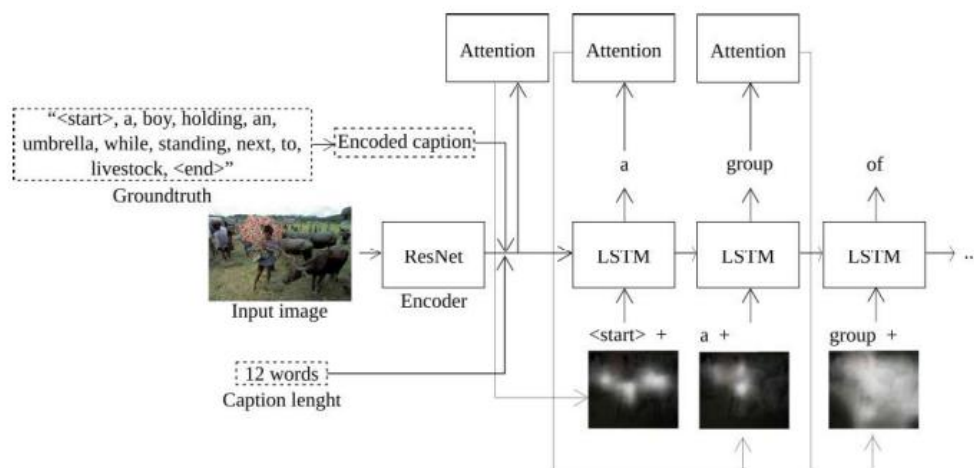 Attention
Attention
Attention
“<start>, a, boy, holding, an,
umbrella, while, standing, next, to,
livestock, <end>”
Groundtruth
Encoded caption
a
group
of
ResNet
Encoder
LSTM
LSTM
LSTM
...
Input image
<start> +
a +
group +
12 words
Caption lenght